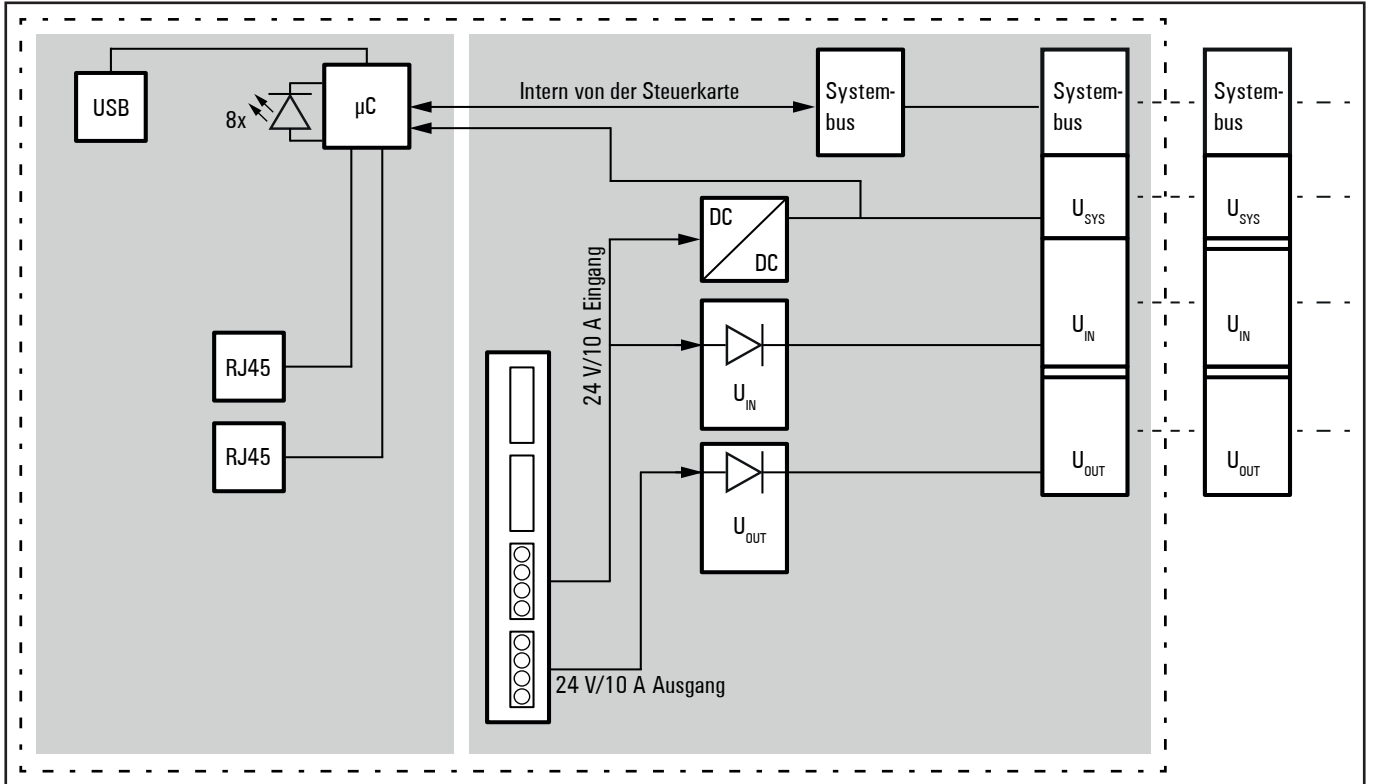 USB
8x
µC
Intern von der Steuerkarte
System-
bus
System-
bus
System-
bus
DC
DC
U_SYS
U_SYS
24 V/10 A Eingang
U_IN
U_IN
U_IN
RJ45
RJ45
U_OUT
U_OUT
U_OUT
24 V/10 A Ausgang